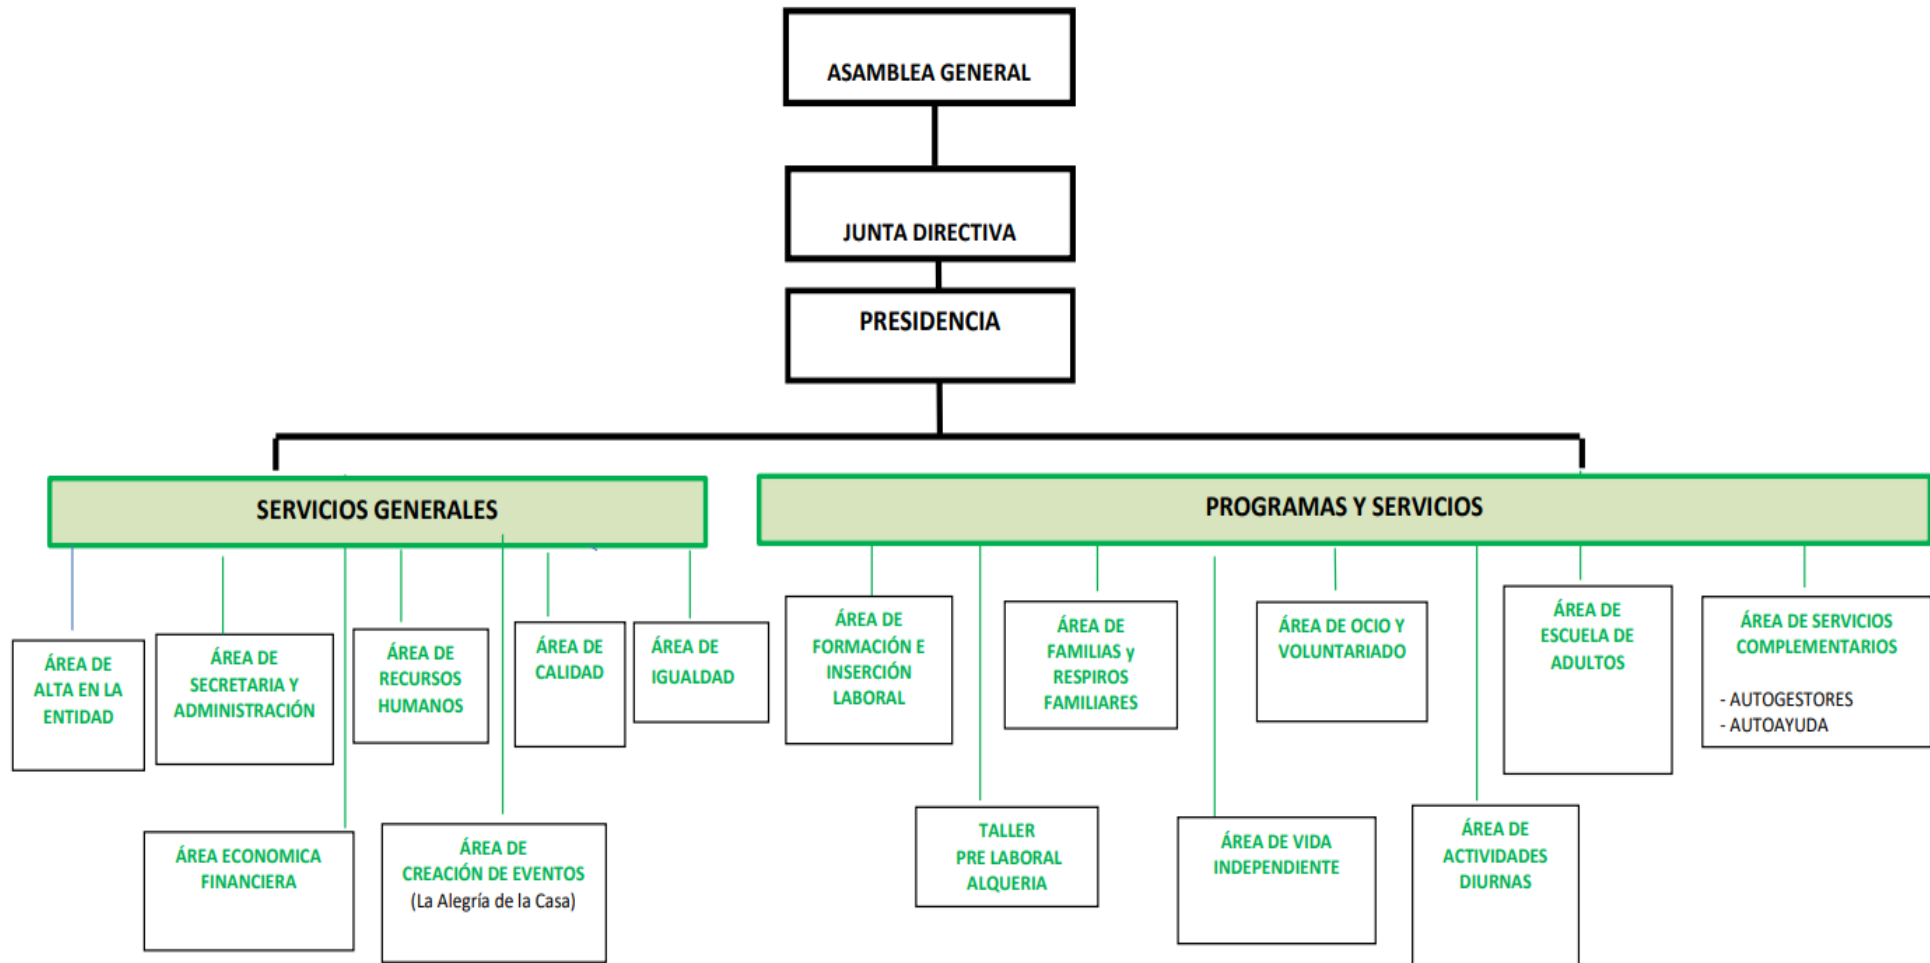 ASAMBLEA GENERAL
JUNTA DIRECTIVA
PRESIDENCIA
SERVICIOS GENERALES
PROGRAMAS Y SERVICIOS
ÁREA DE
ALTA EN LA
ENTIDAD
ÁREA DE
SECRETARIA Y
ADMINISTRACIÓN
ÁREA DE
RECURSOS
HUMANOS
ÁREA DE
CALIDAD
ÁREA DE
IGUALDAD
ÁREA DE
FORMACIÓN E
INSERCIÓN
LABORAL
ÁREA DE
FAMILIAS y
RESPIROS
FAMILIARES
ÁREA DE OCIO Y
VOLUNTARIADO
ÁREA DE
ESCUELA DE
ADULTOS
ÁREA DE SERVICIOS
COMPLEMENTARIOS
- AUTOGESTORES
- AUTOAYUDA
ÁREA ECONOMICA
FINANCIERA
ÁREA DE
CREACIÓN DE EVENTOS
(La Alegría de la Casa)
TALLER
PRE LABORAL
ALQUERIA
ÁREA DE VIDA
INDEPENDIENTE
ÁREA DE
ACTIVIDADES
DIURNAS